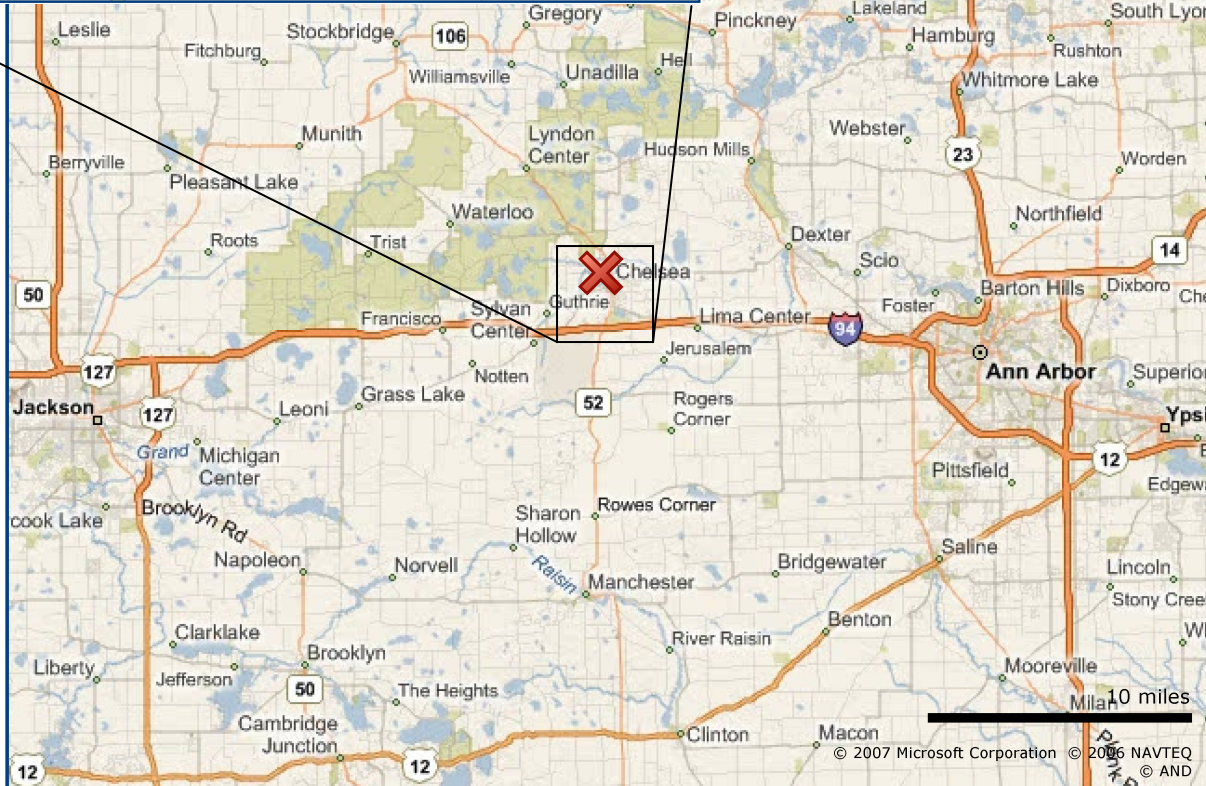 Gregory
Pinckney
Lakeland
South Lyon
Leslie
Stockbridge
106
Hamburg
Rushton
Fitchburg
Hell
Williamsville
Unadilla
Whitmore Lake
Munith
Lyndon
Center
Webster
Hudson Mills
23
Worden
Berryville
Pleasant Lake
Waterloo
Northfield
Roots
Trist
Dexter
14
Scio
Chelsea
50
Guthrie
Barton Hills
Dixboro
Che
Foster
Francisco
Sylvan
Center
Lima Center
94
Jerusalem
127
Notten
Ann Arbor
Superior
Jackson
127
Leoni
Grass Lake
52
Rogers
Corner
Ypsi
Grand
Michigan
Center
12
Pittsfield
Edgewa
cook Lake
Brooklyn Rd
Rowes Corner
Sharon
Hollow
Napoleon
Norvell
Raisin
Manchester
Bridgewater
Saline
Lincoln
Stony Cree
Benton
Clarklake
River Raisin
Liberty
Jefferson
Brooklyn
Mooreville
50
The Heights
Milan
10 miles
Cambridge
Junction
Clinton
Macon
12
12
© 2007 Microsoft Corporation © 2006 NAVTEQ
© AND